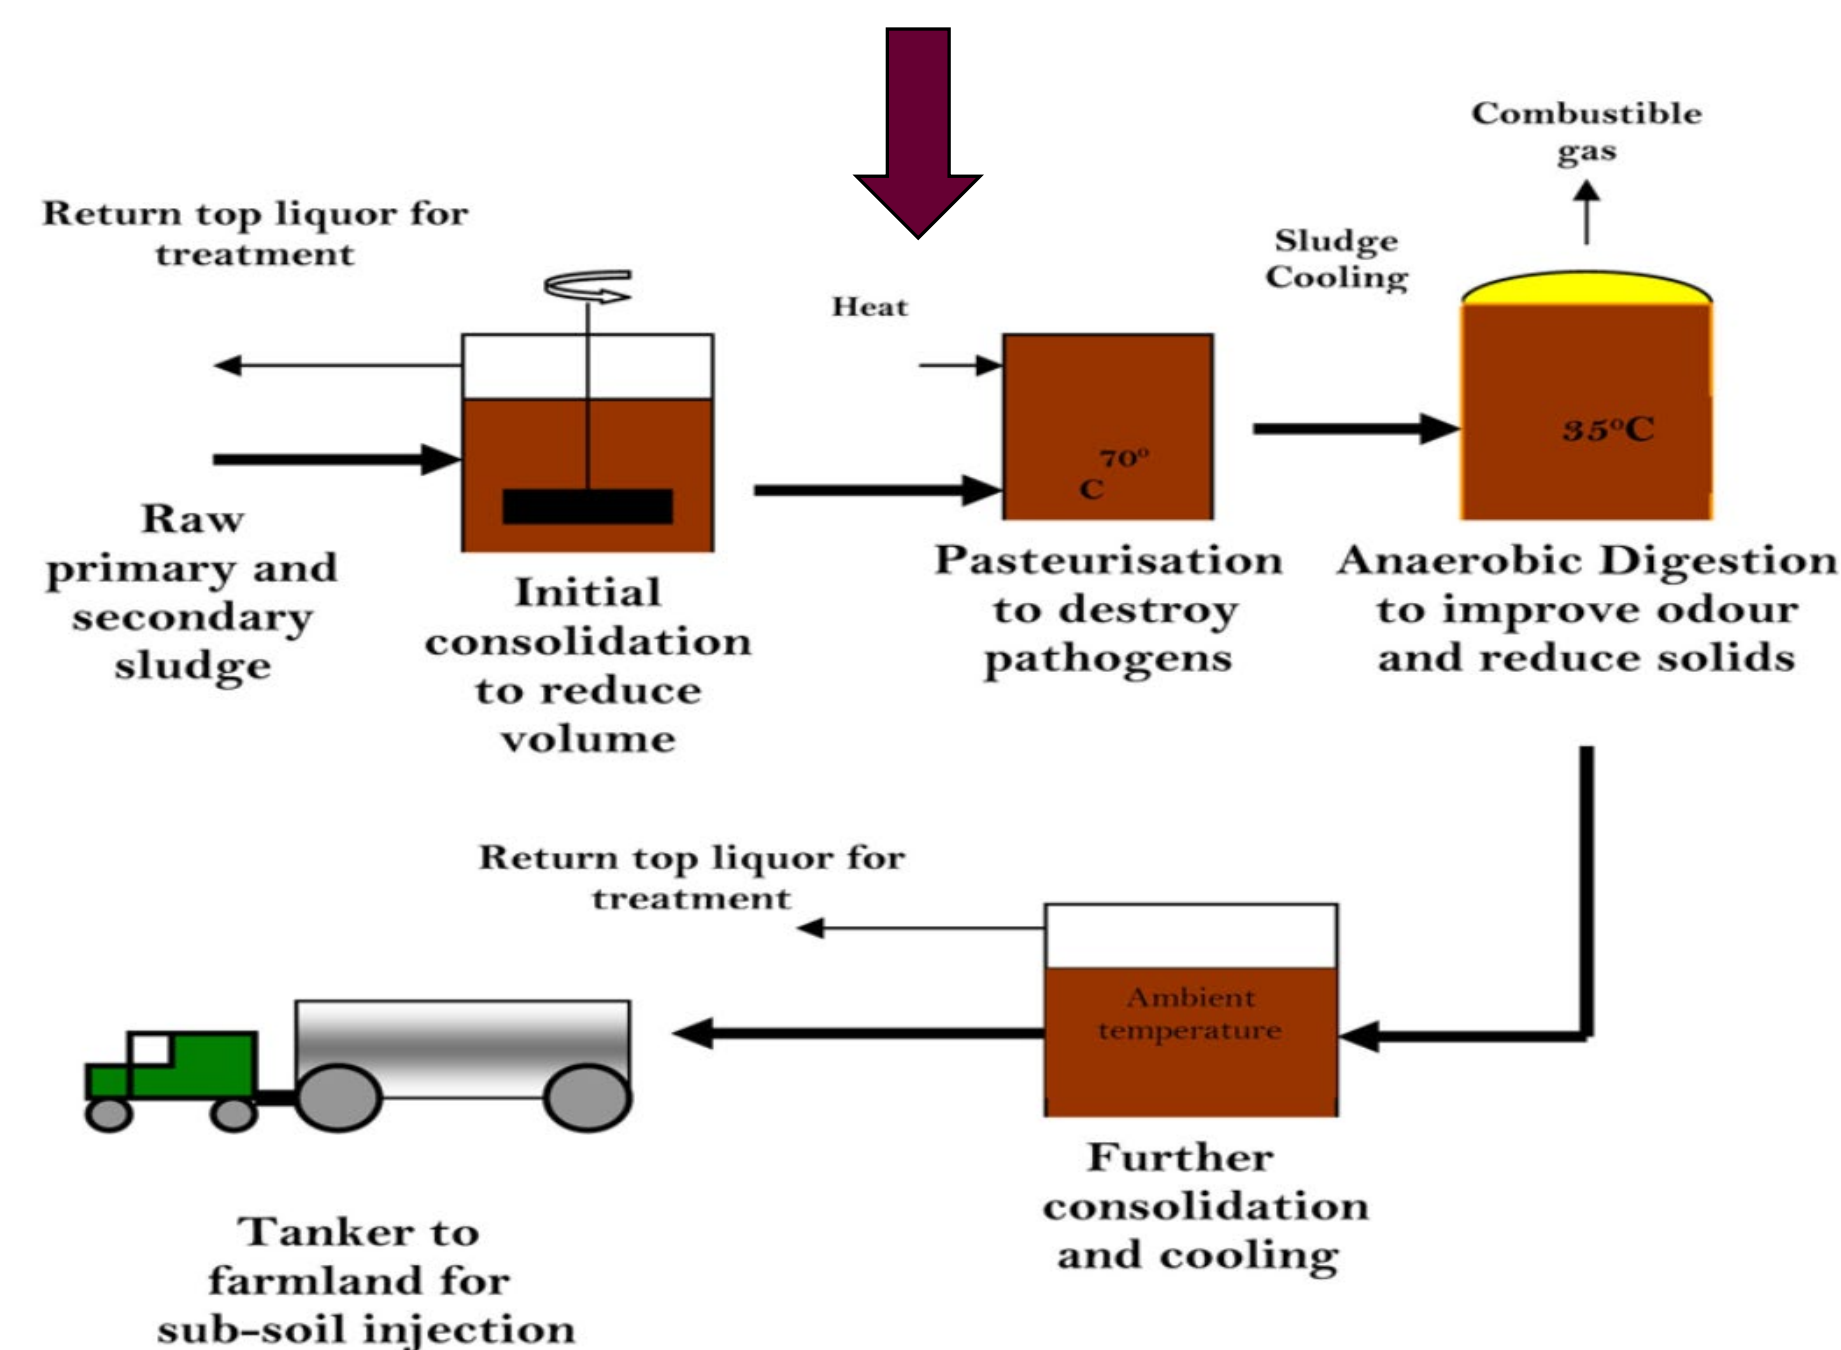 Combustible
gas
Return top liquor for
treatment
Sludge
Cooling
Heat
70º
C
35ºC
Raw
primary and
secondary
sludge
Initial
consolidation
to reduce
volume
Pasteurisation
to destroy
pathogens
Anaerobic Digestion
to improve odour
and reduce solids
Return top liquor for
treatment
Ambient
temperature
Further
consolidation
and cooling
Tanker to
farmland for
sub-soil injection